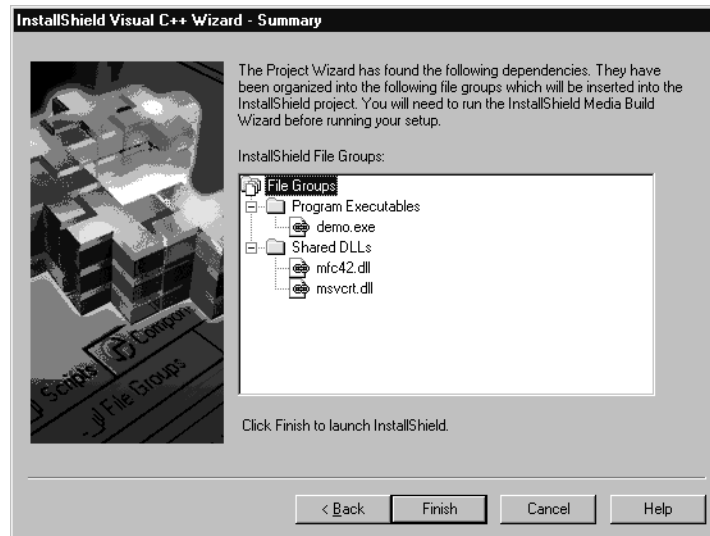 InstallShield Visual C++ Wizard - Summary
The Project Wizard has found the following dependencies. They have
been organized into the following file groups which will be inserted into the
InstallShield project. You will need to run the InstallShield Media Build
Wizard before running your setup.
InstallShield File Groups:
File Groups
Program Executables
demo.exe
Shared DLLs
mfc42.dll
msvcrt.dll
Scripts
Compon
File Groups
Click Finish to launch InstallShield.
< Back
Finish
Cancel
Help